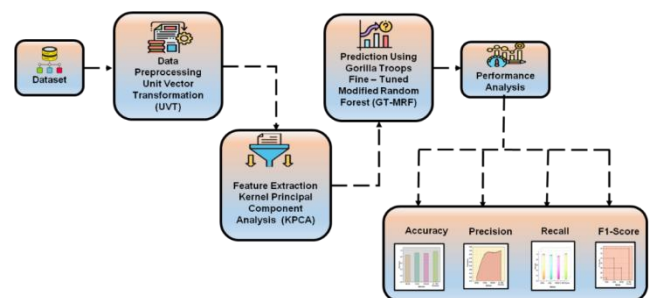 Dataset
Data
Preprocessing
Unit Vector
Transformation
(UVT)
Feature Extraction
Kernel Principal
Component
Analysis (KPCA)
Prediction Using
Gorilla Troops
Fine – Tuned
Modified Random
Forest (GT-MRF)
Performance
Analysis
Accuracy Precision Recall F1-Score